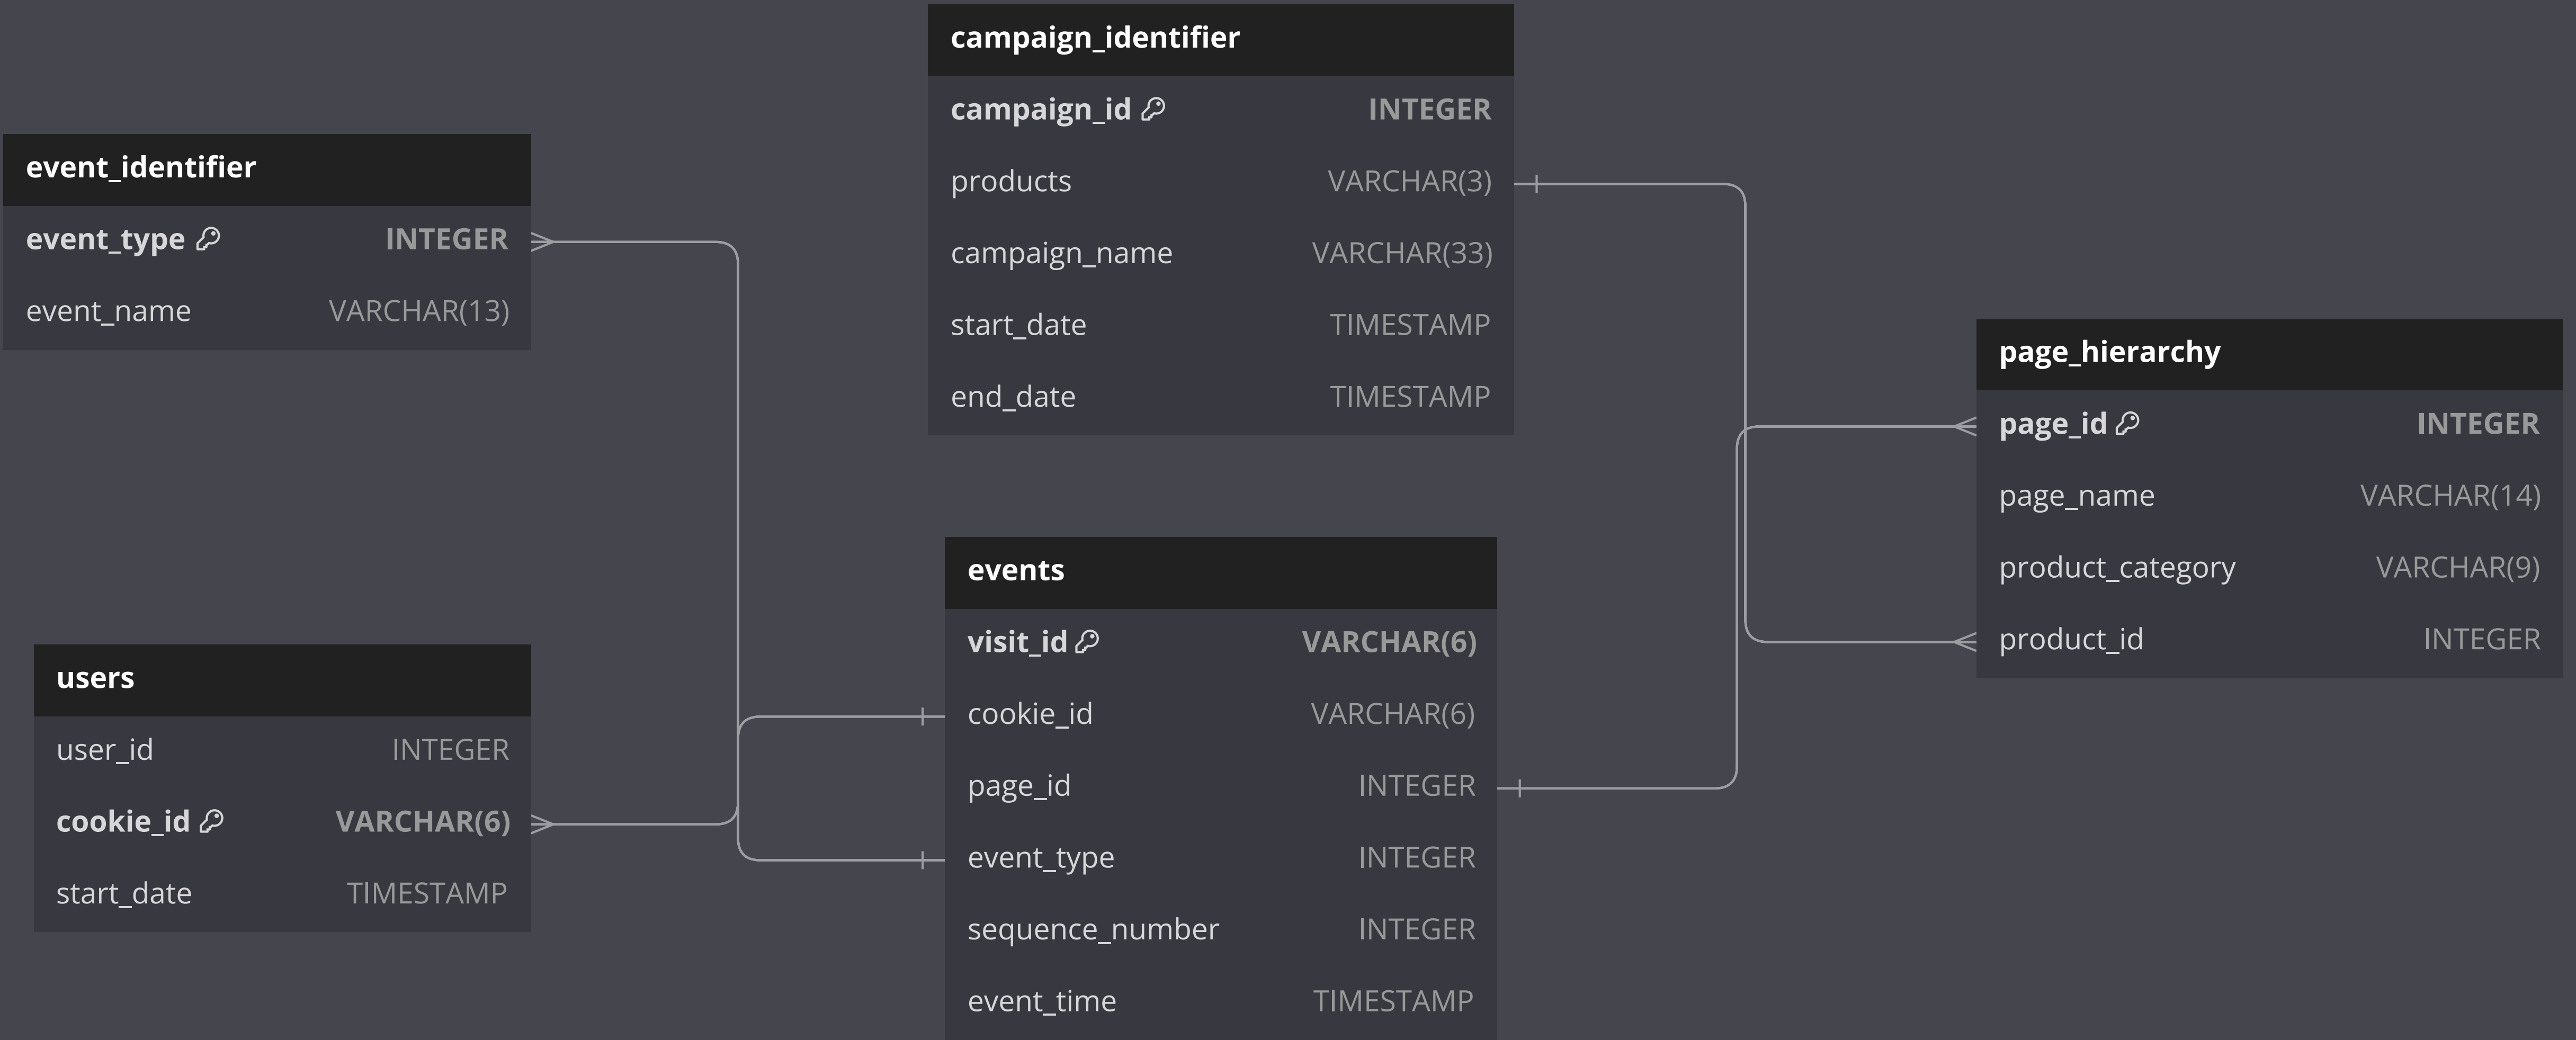 campaign_identifier
campaign_id INTEGER
products VARCHAR(3)
campaign_name VARCHAR(33)
start_date TIMESTAMP
end_date TIMESTAMP
event_identifier
event_type INTEGER
event_name VARCHAR(13)
page_hierarchy
page_id INTEGER
page_name VARCHAR(14)
product_category VARCHAR(9)
product_id INTEGER
events
visit_id VARCHAR(6)
cookie_id VARCHAR(6)
page_id INTEGER
event_type INTEGER
sequence_number INTEGER
event_time TIMESTAMP
users
user_id INTEGER
cookie_id VARCHAR(6)
start_date TIMESTAMP